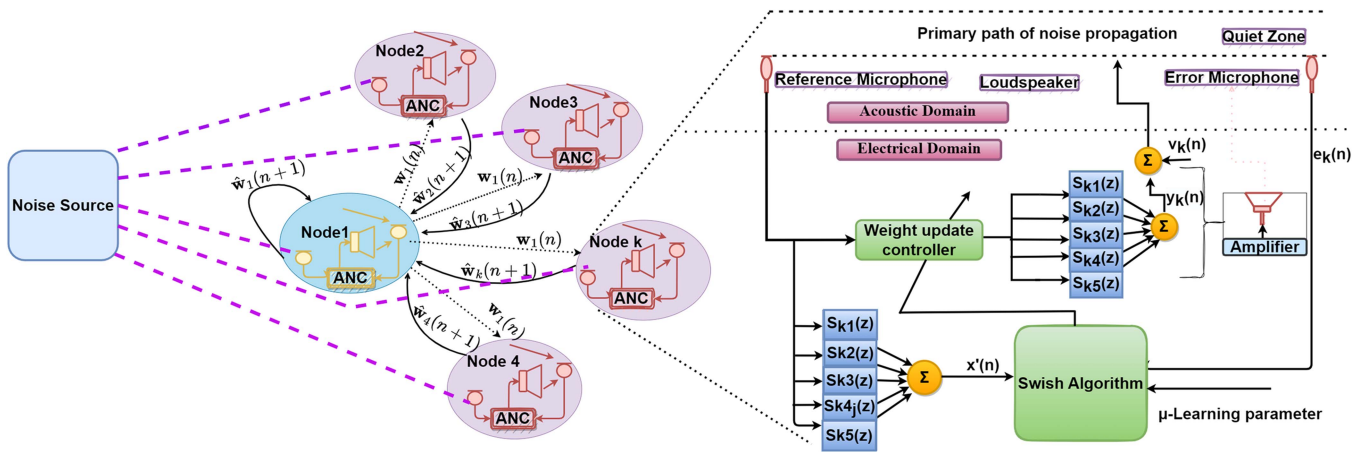 Noise Source
Node2
ANC
Node3
ANC
Node1
ANC
Node k
ANC
Node 4
ANC
ŵ₁(n+1)
w₁(n)
ŵ₂(n+1)
w₁(n)
ŵ₃(n+1)
w₁(n)
ŵₖ(n+1)
w₁(n)
ŵ₄(n+1)
Primary path of noise propagation
Quiet Zone
Reference Microphone
Loudspeaker
Error Microphone
Acoustic Domain
Electrical Domain
Σ
vₖ(n)
eₖ(n)
yₖ(n)
Σ
Weight update
controller
Sk1(z)
Sk2(z)
Sk3(z)
Sk4(z)
Sk5(z)
Amplifier
Sk1(z)
Sk2(z)
Sk3(z)
Sk4j(z)
Sk5(z)
Σ
x'(n)
Swish Algorithm
μ-Learning parameter